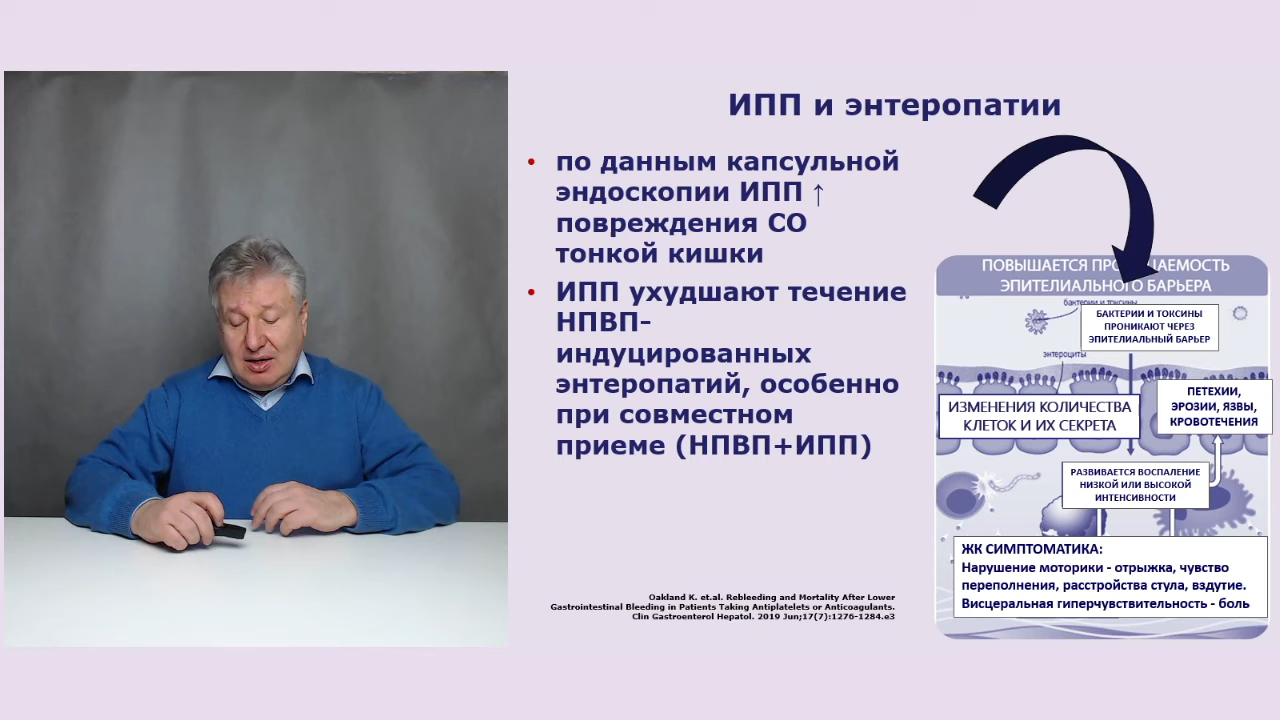 ИПП и энтеропатии
• по данным капсульной
эндоскопии ИПП ↑
повреждения СО
тонкой кишки
• ИПП ухудшают течение
НПВП-
индуцированных
энтеропатий, особенно
при совместном
приеме (НПВП+ИПП)
Oakland K. et.al. Rebleeding and Mortality After Lower
Gastrointestinal Bleeding in Patients Taking Antiplatelets or Anticoagulants.
Clin Gastroenterol Hepatol. 2019 Jun;17(7):1276-1284.e3
ПОВЫШАЕТСЯ
ЭПИТЕЛИАЛЬНОГО БАРЬЕРА
бактерии и токсины
БАКТЕРИИ И ТОКСИНЫ
ПРОНИКАЮТ ЧЕРЕЗ
ЭПИТЕЛИАЛЬНЫЙ БАРЬЕР
энтероциты
ПЕТЕХИИ,
ЭРОЗИИ, ЯЗВЫ,
КРОВОТЕЧЕНИЯ
ИЗМЕНЕНИЯ КОЛИЧЕСТВА
КЛЕТОК И ИХ СЕКРЕТА
РАЗВИВАЕТСЯ ВОСПАЛЕНИЕ
НИЗКОЙ ИЛИ ВЫСОКОЙ
ИНТЕНСИВНОСТИ
ЖК СИМПТОМАТИКА:
Нарушение моторики - отрыжка, чувство
переполнения, расстройства стула, вздутие.
Висцеральная гиперчувствительность - боль